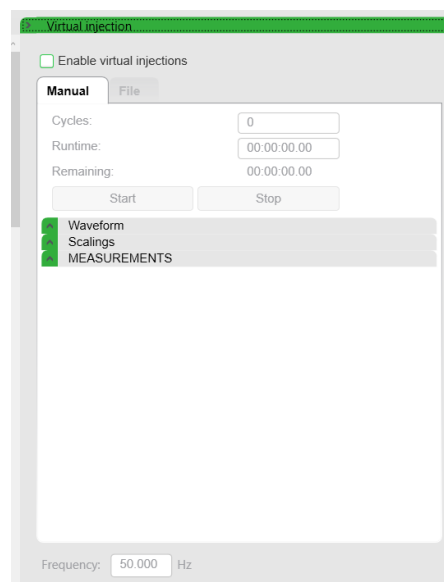 Virtual injection
Enable virtual injections
Manual File
Cycles: 0
Runtime: 00:00:00.00
Remaining: 00:00:00.00
Start Stop
Waveform
Scalings
MEASUREMENTS
Frequency: 50.000 Hz